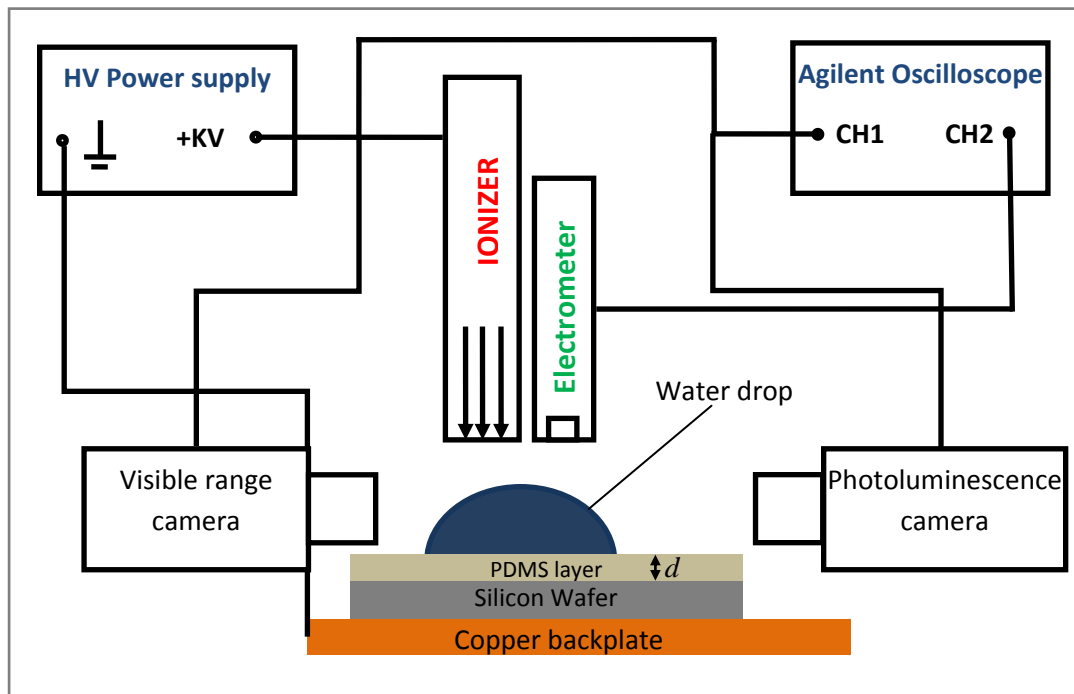 HV Power supply
+KV
Agilent Oscilloscope
CH1
CH2
IONIZER
Electrometer
Water drop
Visible range
camera
Photoluminescence
camera
PDMS layer
d
Silicon Wafer
Copper backplate